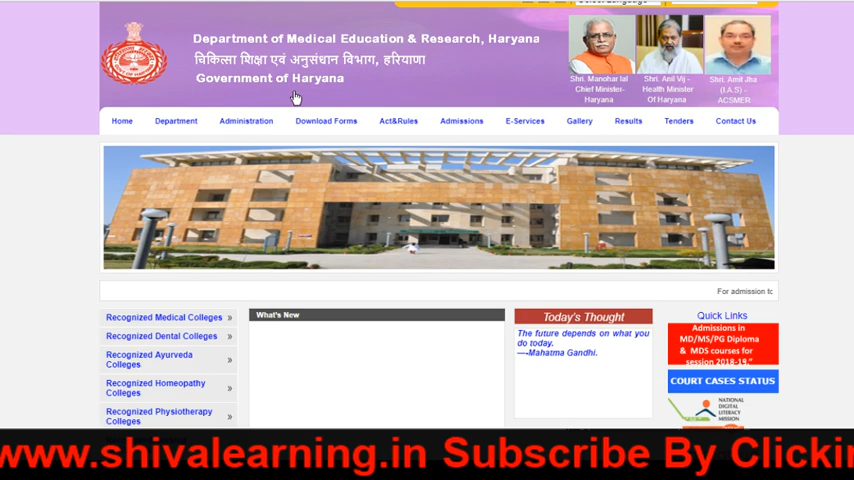 Department of Medical Education & Research, Haryana
चिकित्सा शिक्षा एवं अनुसंधान विभाग, हरियाणा
Government of Haryana
Shri. Manohar lal
Chief Minister-
Haryana
Shri. Anil Vij -
Health Minister
Of Haryana
Shri. Amit Jha
(I.A.S) -
ACSMER
Home Department Administration Download Forms Act&Rules Admissions E-Services Gallery Results Tenders Contact Us
For admission to
Recognized Medical Colleges »
Recognized Dental Colleges »
Recognized Ayurveda
Colleges »
Recognized Homeopathy
Colleges »
Recognized Physiotherapy
Colleges »
What's New
Today's Thought
The future depends on what you
do today.
----Mahatma Gandhi.
Quick Links
Admissions in
MD/MS/PG Diploma
& MDS courses for
session 2018-19."
COURT CASES STATUS
NATIONAL
DIGITAL
LITERACY
MISSION
www.shivalearning.in Subscribe By Clickin